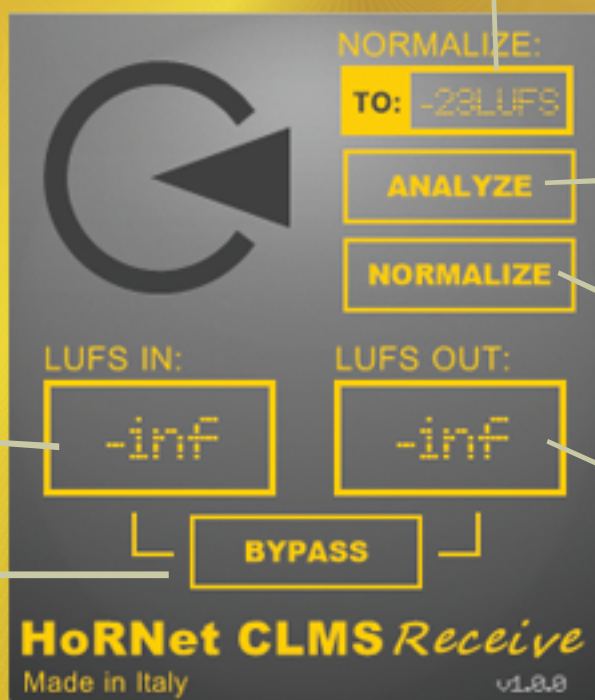 NORMALIZE:
TO: -23LUFS
ANALYZE
NORMALIZE
LUFS IN: LUFS OUT:
-inf -inf
BYPASS
HoRNet CLMS Receive
Made in Italy v1.0.0